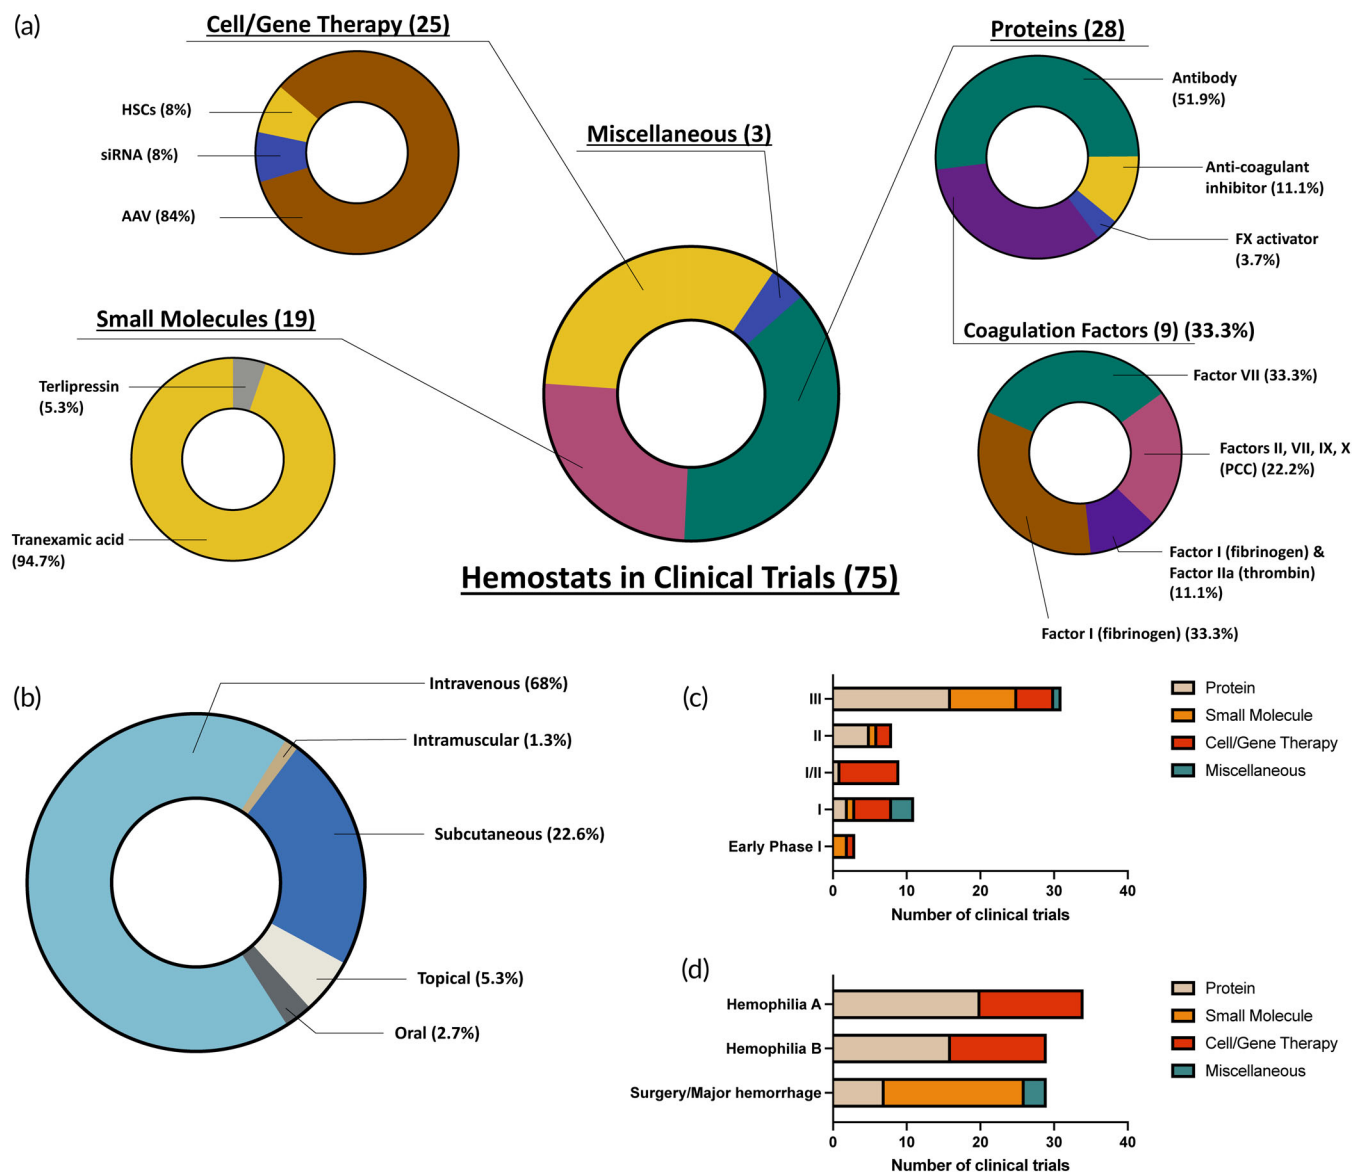 (a)
Cell/Gene Therapy (25)
HSCs (8%)
siRNA (8%)
AAV (84%)
Miscellaneous (3)
Proteins (28)
Antibody
(51.9%)
Anti-coagulant
inhibitor (11.1%)
FX activator
(3.7%)
Small Molecules (19)
Terlipressin
(5.3%)
Tranexamic acid
(94.7%)
Coagulation Factors (9) (33.3%)
Factor VII (33.3%)
Factors II, VII, IX, X
(PCC) (22.2%)
Factor I (fibrinogen) &
Factor IIa (thrombin)
(11.1%)
Factor I (fibrinogen) (33.3%)
Hemostats in Clinical Trials (75)
(b)
Intravenous (68%)
Intramuscular (1.3%)
Subcutaneous (22.6%)
Topical (5.3%)
Oral (2.7%)
(c)
III
II
I/II
I
Early Phase I
0 10 20 30 40
Number of clinical trials
Protein
Small Molecule
Cell/Gene Therapy
Miscellaneous
(d)
Hemophilia A
Hemophilia B
Surgery/Major hemorrhage
0 10 20 30 40
Number of clinical trials
Protein
Small Molecule
Cell/Gene Therapy
Miscellaneous